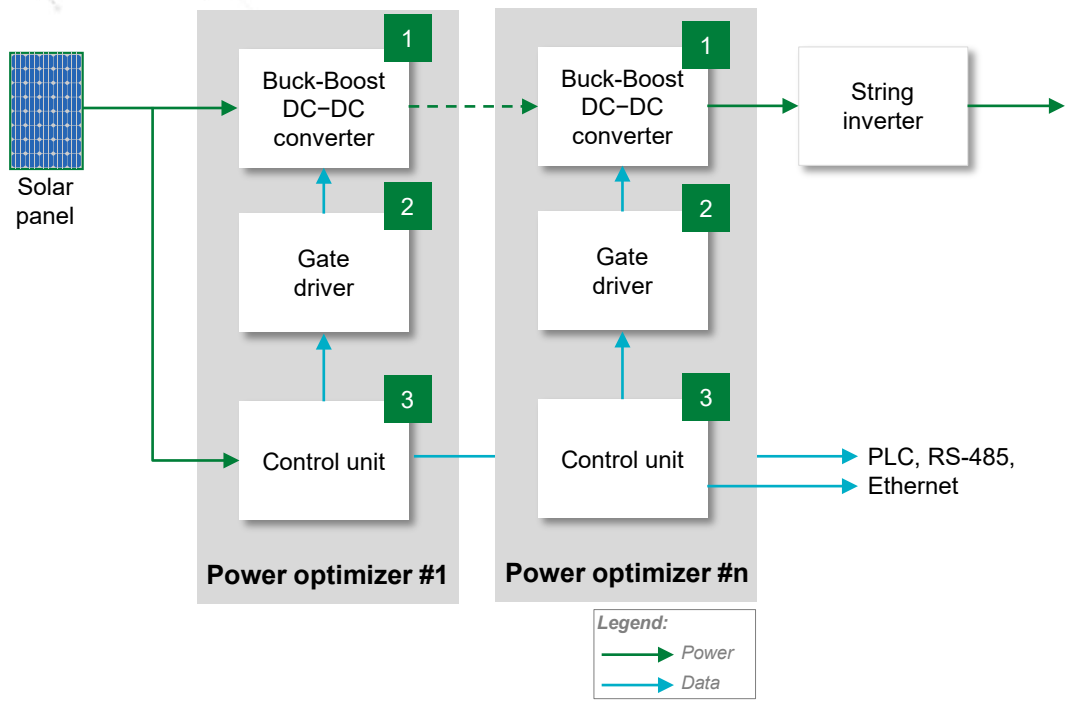 1
Buck-Boost
DC−DC
converter
1
Buck-Boost
DC−DC
converter
String
inverter
Solar
panel
2
Gate
driver
2
Gate
driver
3
Control unit
3
Control unit
PLC, RS-485,
Ethernet
Power optimizer #1
Power optimizer #n
Legend:
Power
Data